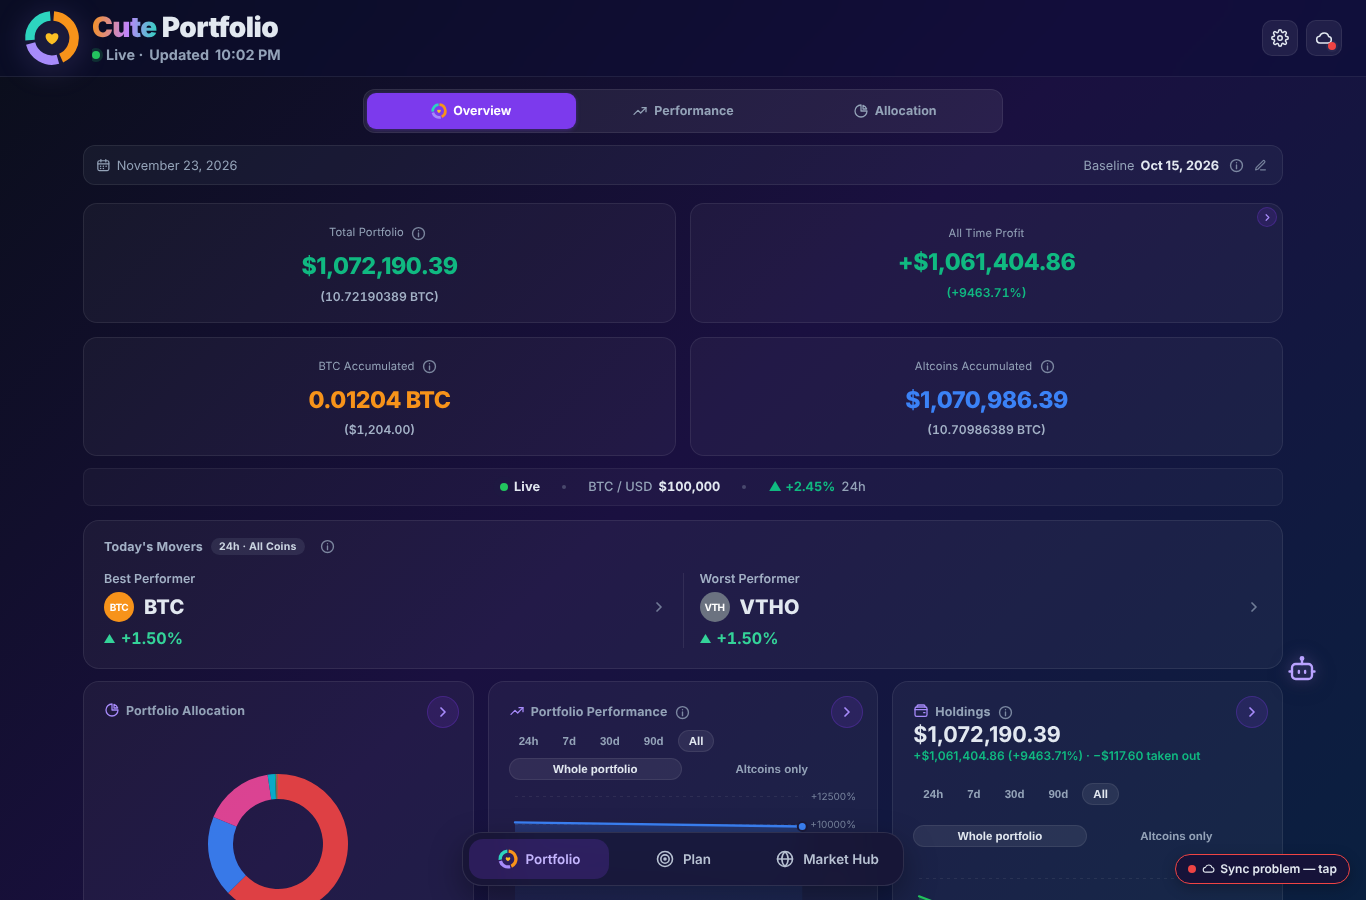 Cute Portfolio
Live · Updated 10:02 PM
Overview
Performance
Allocation
November 23, 2026
Baseline Oct 15, 2026
Total Portfolio
$1,072,190.39
(10.72190389 BTC)
All Time Profit
+$1,061,404.86
(+9463.71%)
BTC Accumulated
0.01204 BTC
($1,204.00)
Altcoins Accumulated
$1,070,986.39
(10.70986389 BTC)
Live • BTC / USD $100,000 • ▲ +2.45% 24h
Today's Movers 24h · All Coins
Best Performer
BTC BTC
▲ +1.50%
Worst Performer
VTH VTHO
▲ +1.50%
Portfolio Allocation
Portfolio Performance
24h 7d 30d 90d All
Whole portfolio Altcoins only
+12500%
+10000%
Holdings
$1,072,190.39
+$1,061,404.86 (+9463.71%) · −$117.60 taken out
24h 7d 30d 90d All
Whole portfolio Altcoins only
Portfolio
Plan
Market Hub
Sync problem — tap